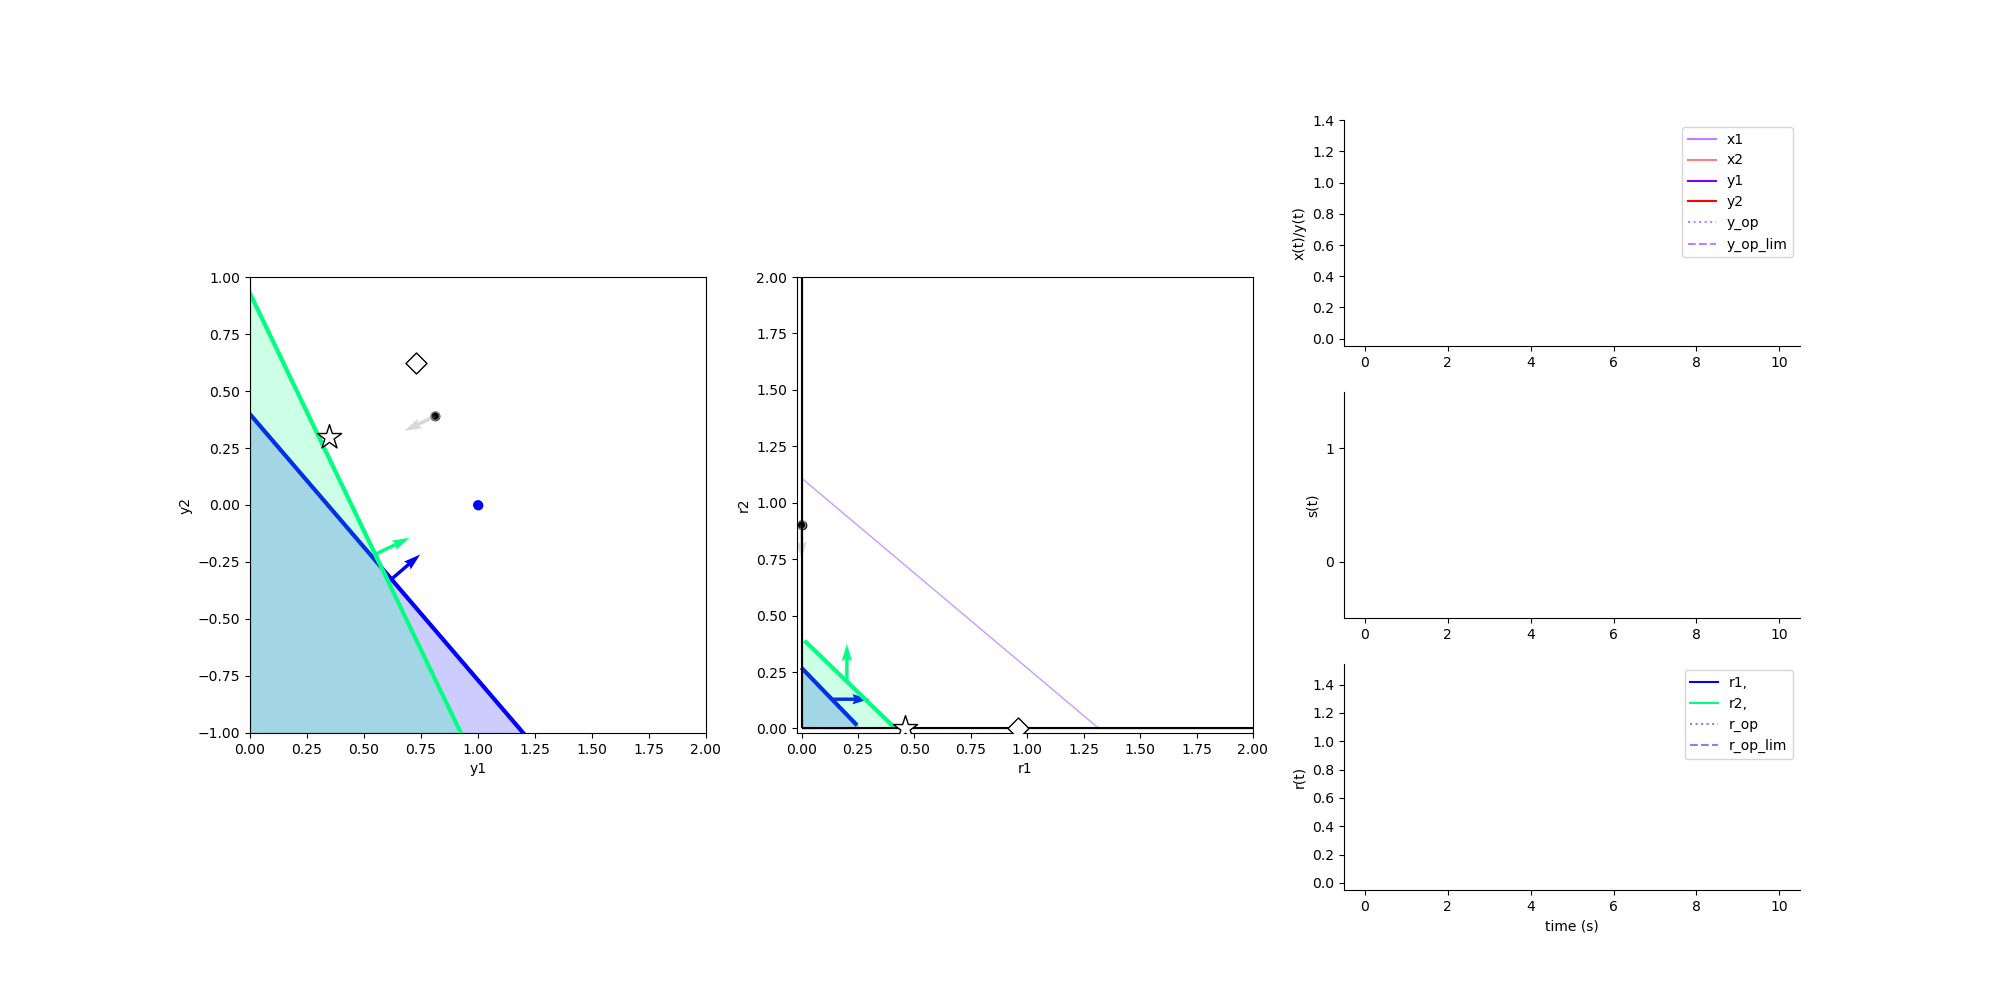 1.00
0.75
0.50
0.25
0.00
−0.25
−0.50
−0.75
−1.00
y2
0.00 0.25 0.50 0.75 1.00 1.25 1.50 1.75 2.00
y1
2.00
1.75
1.50
1.25
1.00
0.75
0.50
0.25
0.00
r2
0.00 0.25 0.50 0.75 1.00 1.25 1.50 1.75 2.00
r1
1.4
1.2
1.0
0.8
0.6
0.4
0.2
0.0
x(t)/y(t)
x1
x2
y1
y2
y_op
y_op_lim
0 2 4 6 8 10
1
0
s(t)
0 2 4 6 8 10
1.4
1.2
1.0
0.8
0.6
0.4
0.2
0.0
r(t)
r1,
r2,
r_op
r_op_lim
0 2 4 6 8 10
time (s)